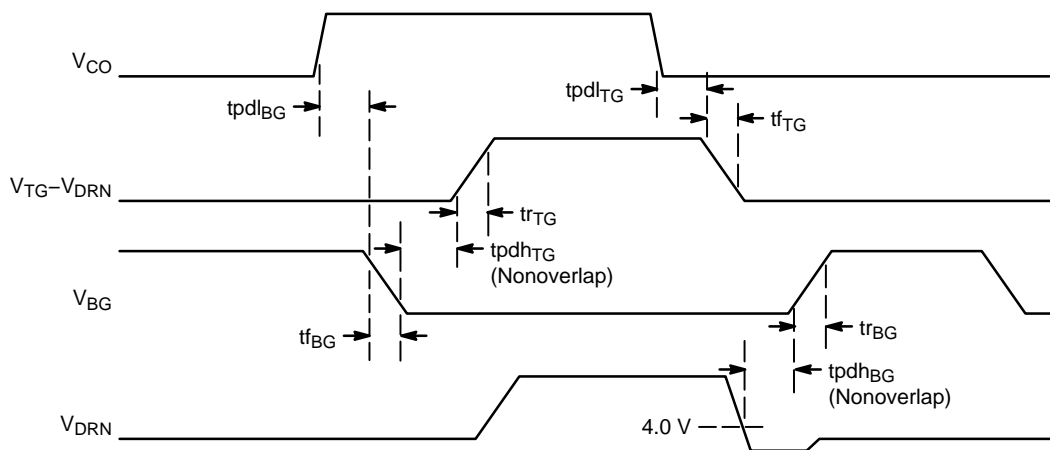 V_CO
tpdl_BG
tpdl_TG
tf_TG
V_TG–V_DRN
tr_TG
tpdh_TG
(Nonoverlap)
V_BG
tf_BG
tr_BG
tpdh_BG
(Nonoverlap)
V_DRN
4.0 V